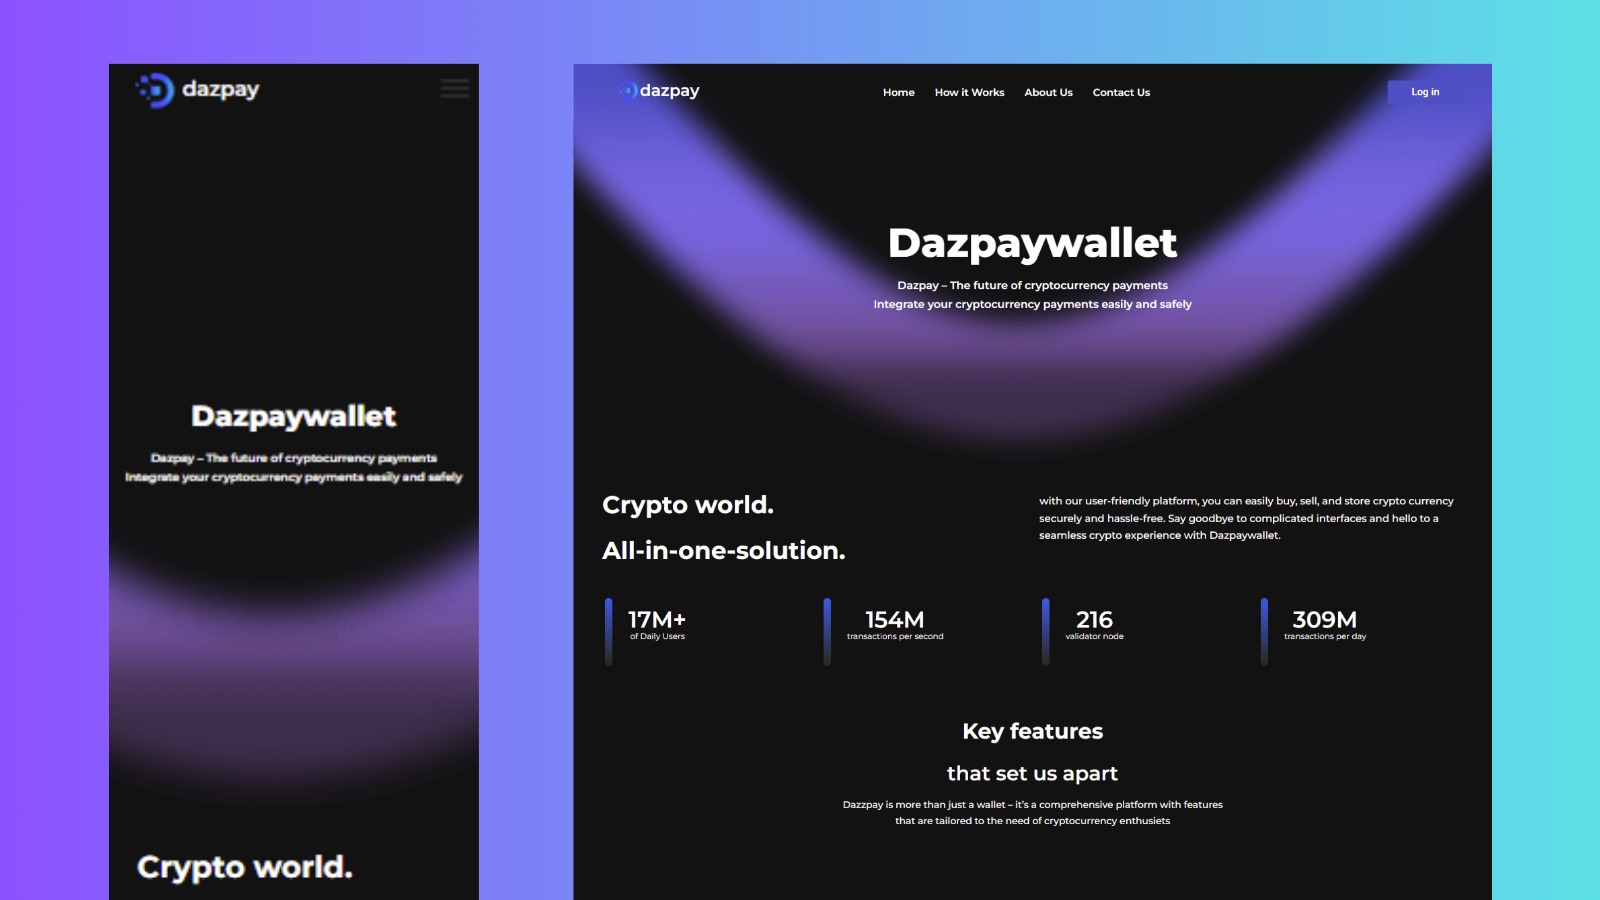 dazpay
Dazpaywallet
Dazpay – The future of cryptocurrency payments
Integrate your cryptocurrency payments easily and safely
Crypto world.
dazpay
Home How it Works About Us Contact Us
Log in
Dazpaywallet
Dazpay – The future of cryptocurrency payments
Integrate your cryptocurrency payments easily and safely
Crypto world.
All-in-one-solution.
with our user-friendly platform, you can easily buy, sell, and store crypto currency
securely and hassle-free. Say goodbye to complicated interfaces and hello to a
seamless crypto experience with Dazpaywallet.
17M+
of Daily Users
154M
transactions per second
216
validator node
309M
transactions per day
Key features
that set us apart
Dazzpay is more than just a wallet – it's a comprehensive platform with features
that are tailored to the need of cryptocurrency enthusiets